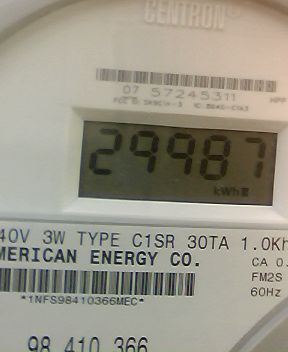 CENTRON
07 57245311
29987
kWh
40V 3W TYPE C1SR 30TA 1.0Kh
MERICAN ENERGY CO.
CA 0.
FM2S
60Hz
*1NFS98410366MEC*
98 410 366